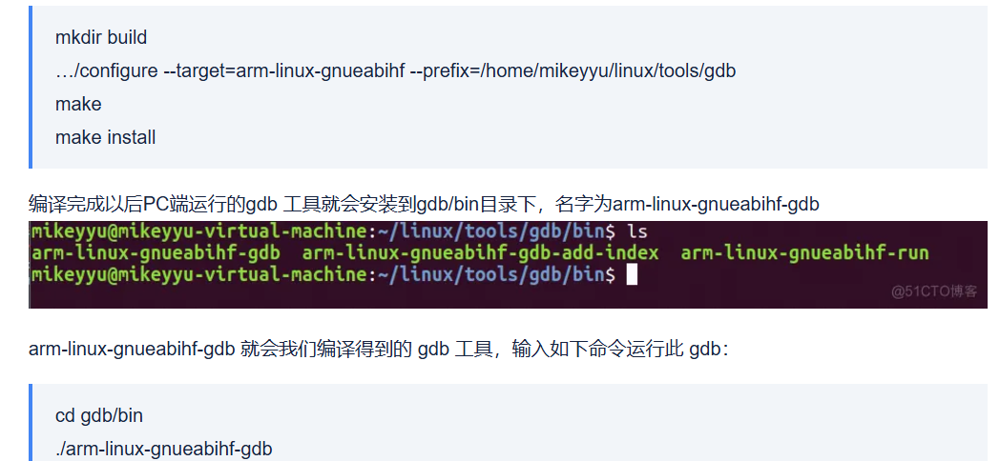 mkdir build
…/configure --target=arm-linux-gnueabihf --prefix=/home/mikeyyu/linux/tools/gdb
make
make install
编译完成以后PC端运行的gdb 工具就会安装到gdb/bin目录下，名字为arm-linux-gnueabihf-gdb
mikeyyu@mikeyyu-virtual-machine:~/linux/tools/gdb/bin$ ls
arm-linux-gnueabihf-gdb  arm-linux-gnueabihf-gdb-add-index  arm-linux-gnueabihf-run
mikeyyu@mikeyyu-virtual-machine:~/linux/tools/gdb/bin$
@51CTO博客
arm-linux-gnueabihf-gdb 就会我们编译得到的 gdb 工具，输入如下命令运行此 gdb：
cd gdb/bin
./arm-linux-gnueabihf-gdb